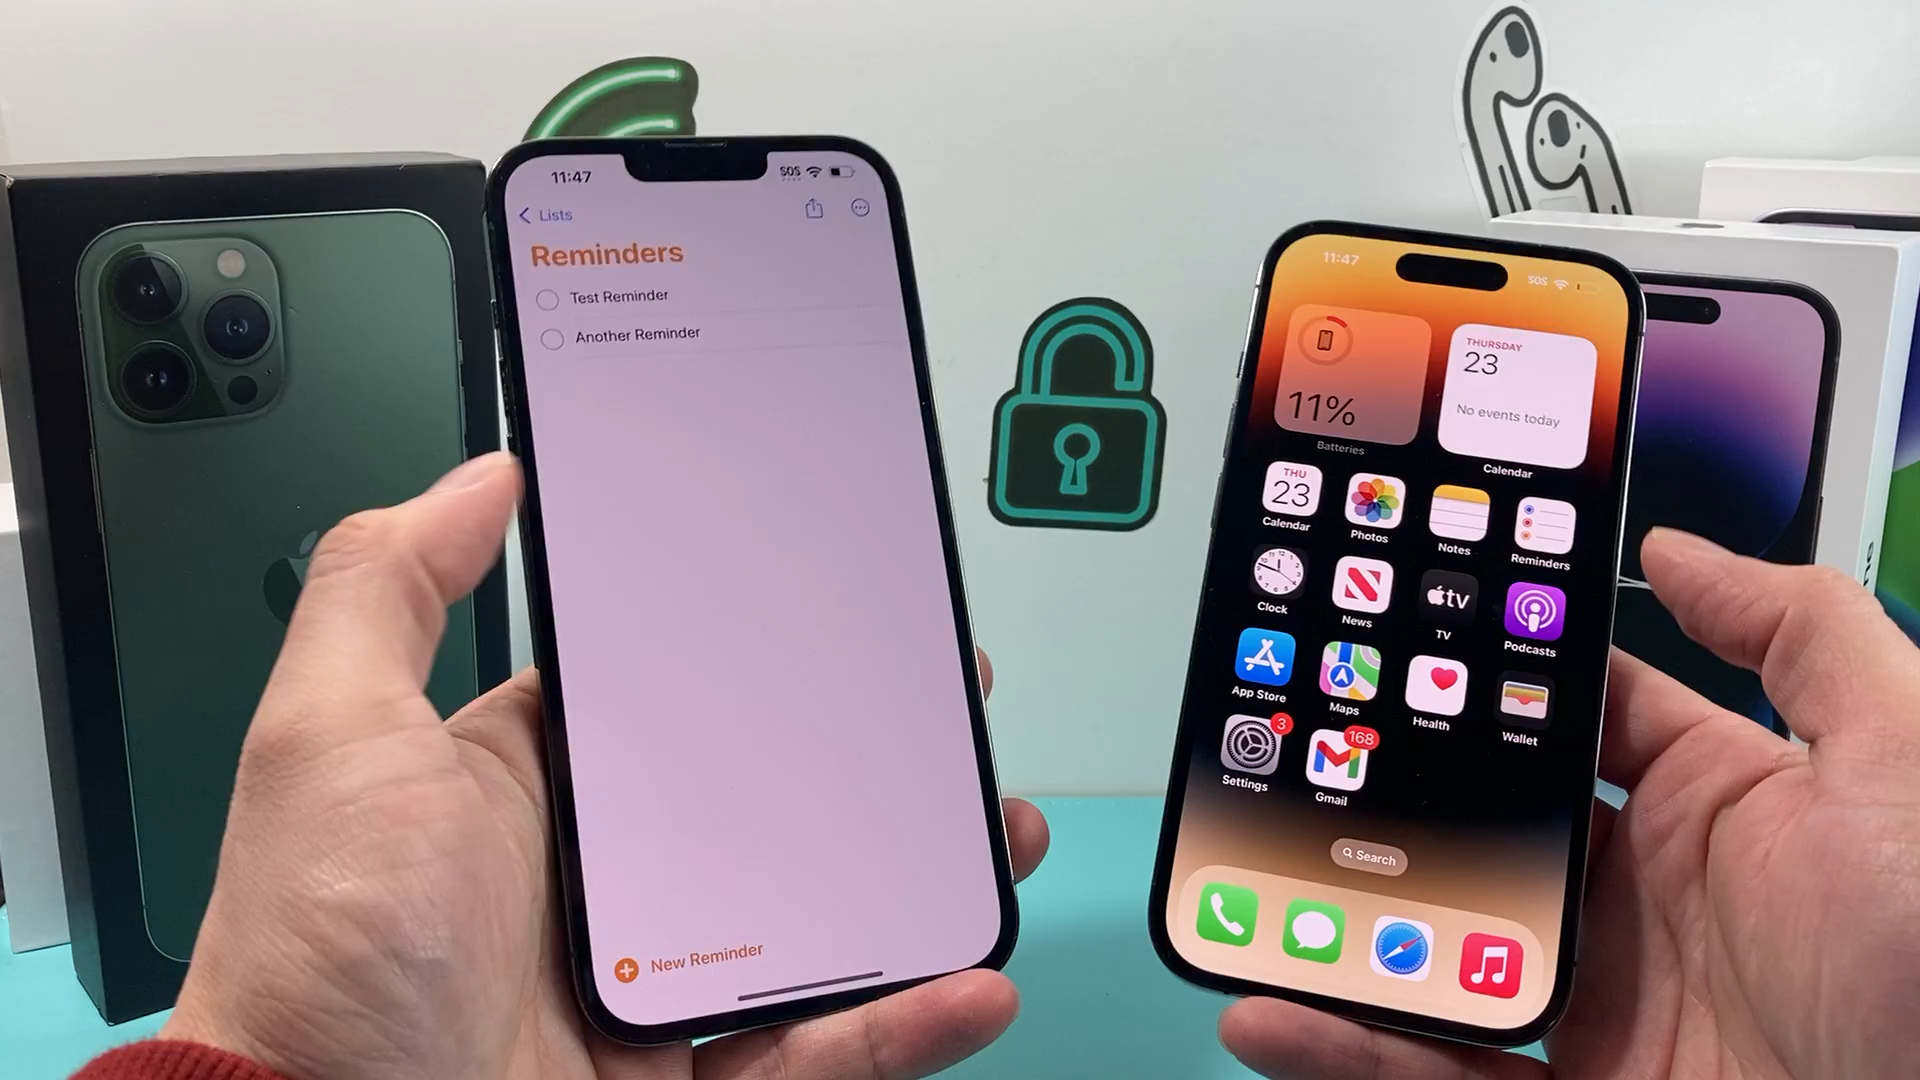 11:47
SOS
Lists
Reminders
Test Reminder
Another Reminder
New Reminder
11:47
SOS
11%
Batteries
THURSDAY
23
No events today
Calendar
THU
23
Calendar
Photos
Notes
Reminders
12
Clock
News
tv
TV
Podcasts
App Store
Maps
Health
Wallet
3
Settings
168
Gmail
Search